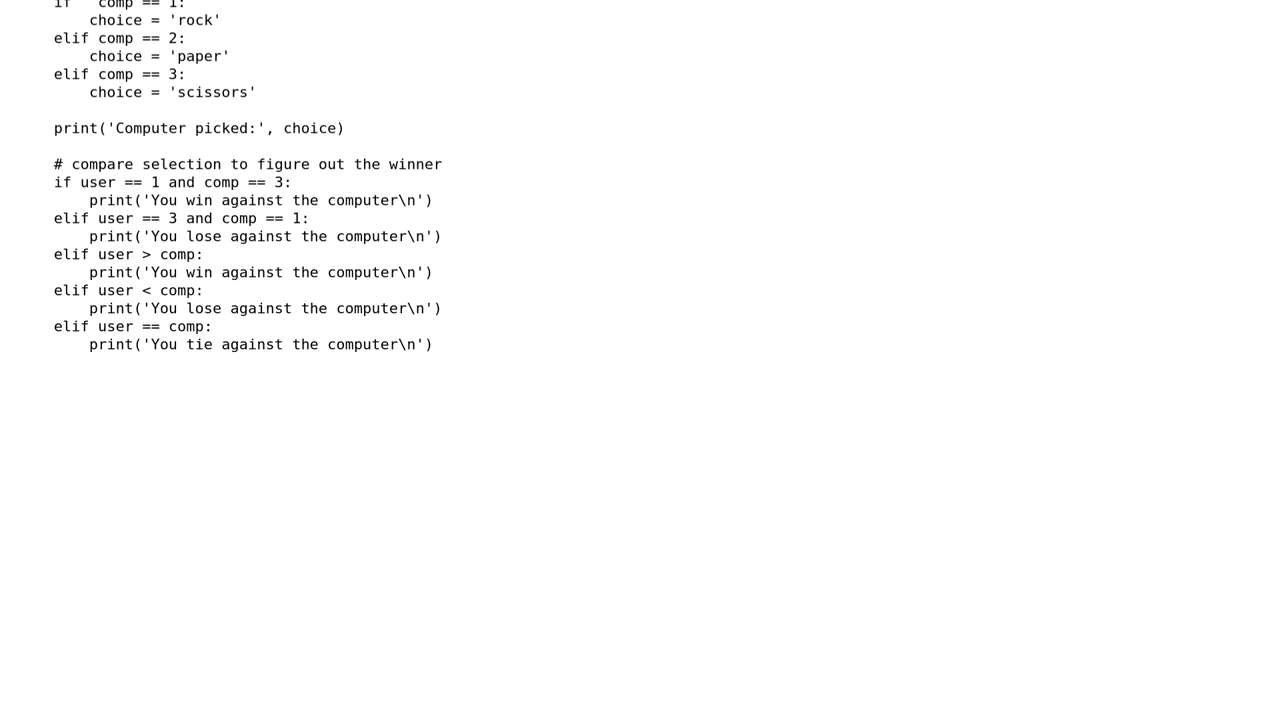 if   comp == 1:
    choice = 'rock'
elif comp == 2:
    choice = 'paper'
elif comp == 3:
    choice = 'scissors'

print('Computer picked:', choice)

# compare selection to figure out the winner
if user == 1 and comp == 3:
    print('You win against the computer\n')
elif user == 3 and comp == 1:
    print('You lose against the computer\n')
elif user > comp:
    print('You win against the computer\n')
elif user < comp:
    print('You lose against the computer\n')
elif user == comp:
    print('You tie against the computer\n')